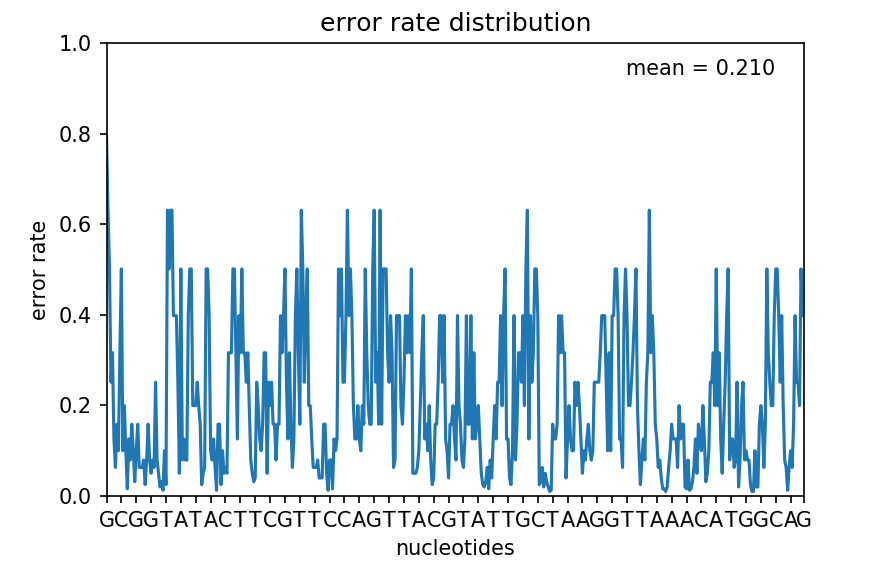 error rate distribution
mean = 0.210
1.0
0.8
0.6
0.4
0.2
0.0
error rate
GCGGTATACTTCGTTCCAGTTACGTATTGCTAAGGTTAAACATGGCAG
nucleotides